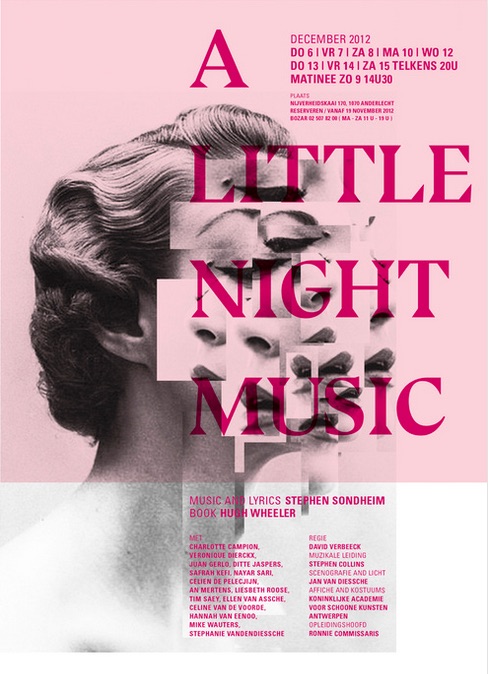 A
DECEMBER 2012
DO 6 | VR 7 | ZA 8 | MA 10 | WO 12
DO 13 | VR 14 | ZA 15 TELKENS 20U
MATINEE ZO 9 14U30
PLAATS
NIJVERHEIDSKAAI 170, 1070 ANDERLECHT
RESERVEREN / VANAF 19 NOVEMBER 2012
BOZAR 02 507 82 00 ( MA - ZA 11 U - 19 U )
LITTLE
NIGHT
MUSIC
MUSIC AND LYRICS STEPHEN SONDHEIM
BOOK HUGH WHEELER
MET
CHARLOTTE CAMPION,
VERONIQUE DIERCKX,
JUAN GERLO, DITTE JASPERS,
SAFRAH KEFI, NAYAR SARI,
CÉLIEN DE PELECIJN,
AN MERTENS, LIESBETH ROOSE,
TIM SAEY, ELLEN VAN ASSCHE,
CELINE VAN DE VOORDE,
HANNAH VAN EENOO,
MIKE WAUTERS,
STEPHANIE VANDENDIESSCHE
REGIE
DAVID VERBEECK
MUZIKALE LEIDING
STEPHEN COLLINS
SCENOGRAFIE AND LICHT
JAN VAN DIESSCHE
AFFICHE AND KOSTUUMS
KONINKLIJKE ACADEMIE
VOOR SCHONE KUNSTEN
ANTWERPEN
OPLEIDINGSHOOFD
RONNIE COMMISSARIS